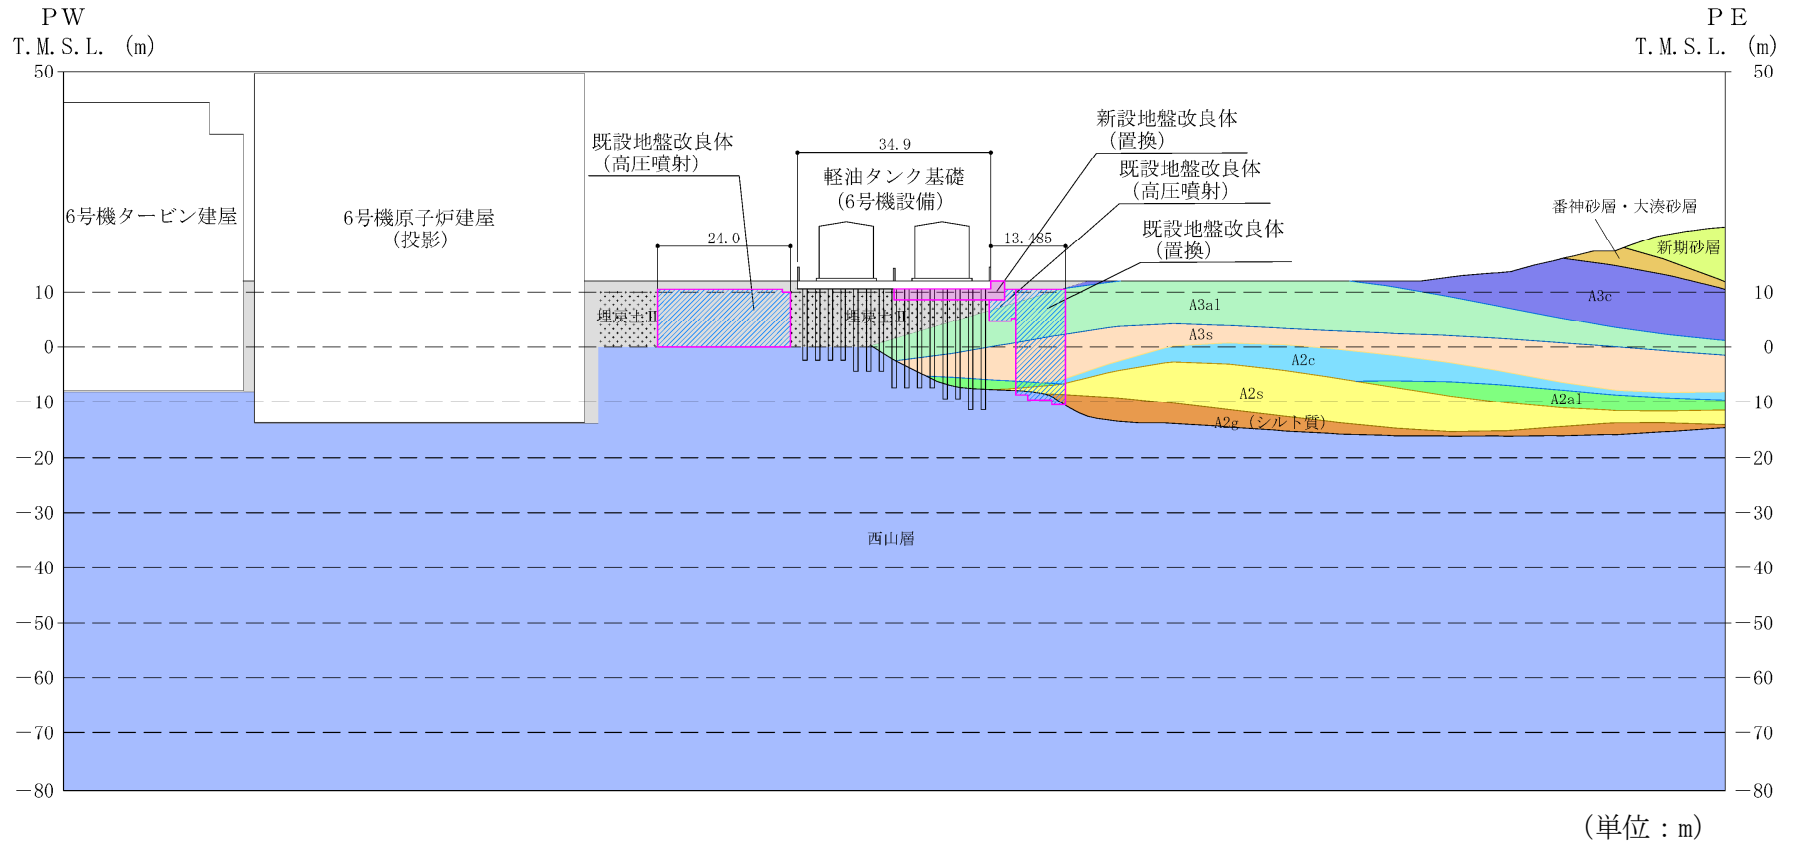 PW
T.M.S.L. (m)
PE
T.M.S.L. (m)
50
50
新設地盤改良体
(置換)
既設地盤改良体
(高圧噴射)
34.9
既設地盤改良体
(高圧噴射)
軽油タンク基礎
(6号機設備)
6号機タービン建屋
6号機原子炉建屋
(投影)
既設地盤改良体
(置換)
番神砂層・大湊砂層
新期砂層
24.0
13.485
10
10
埋戻土Ⅱ
埋戻土Ⅱ
A3al
A3c
A3s
0
0
A2c
A2s
A2al
-10
-10
A2g(シルト質)
-20
-20
-30
-30
西山層
-40
-40
-50
-50
-60
-60
-70
-70
-80
-80
(単位:m)